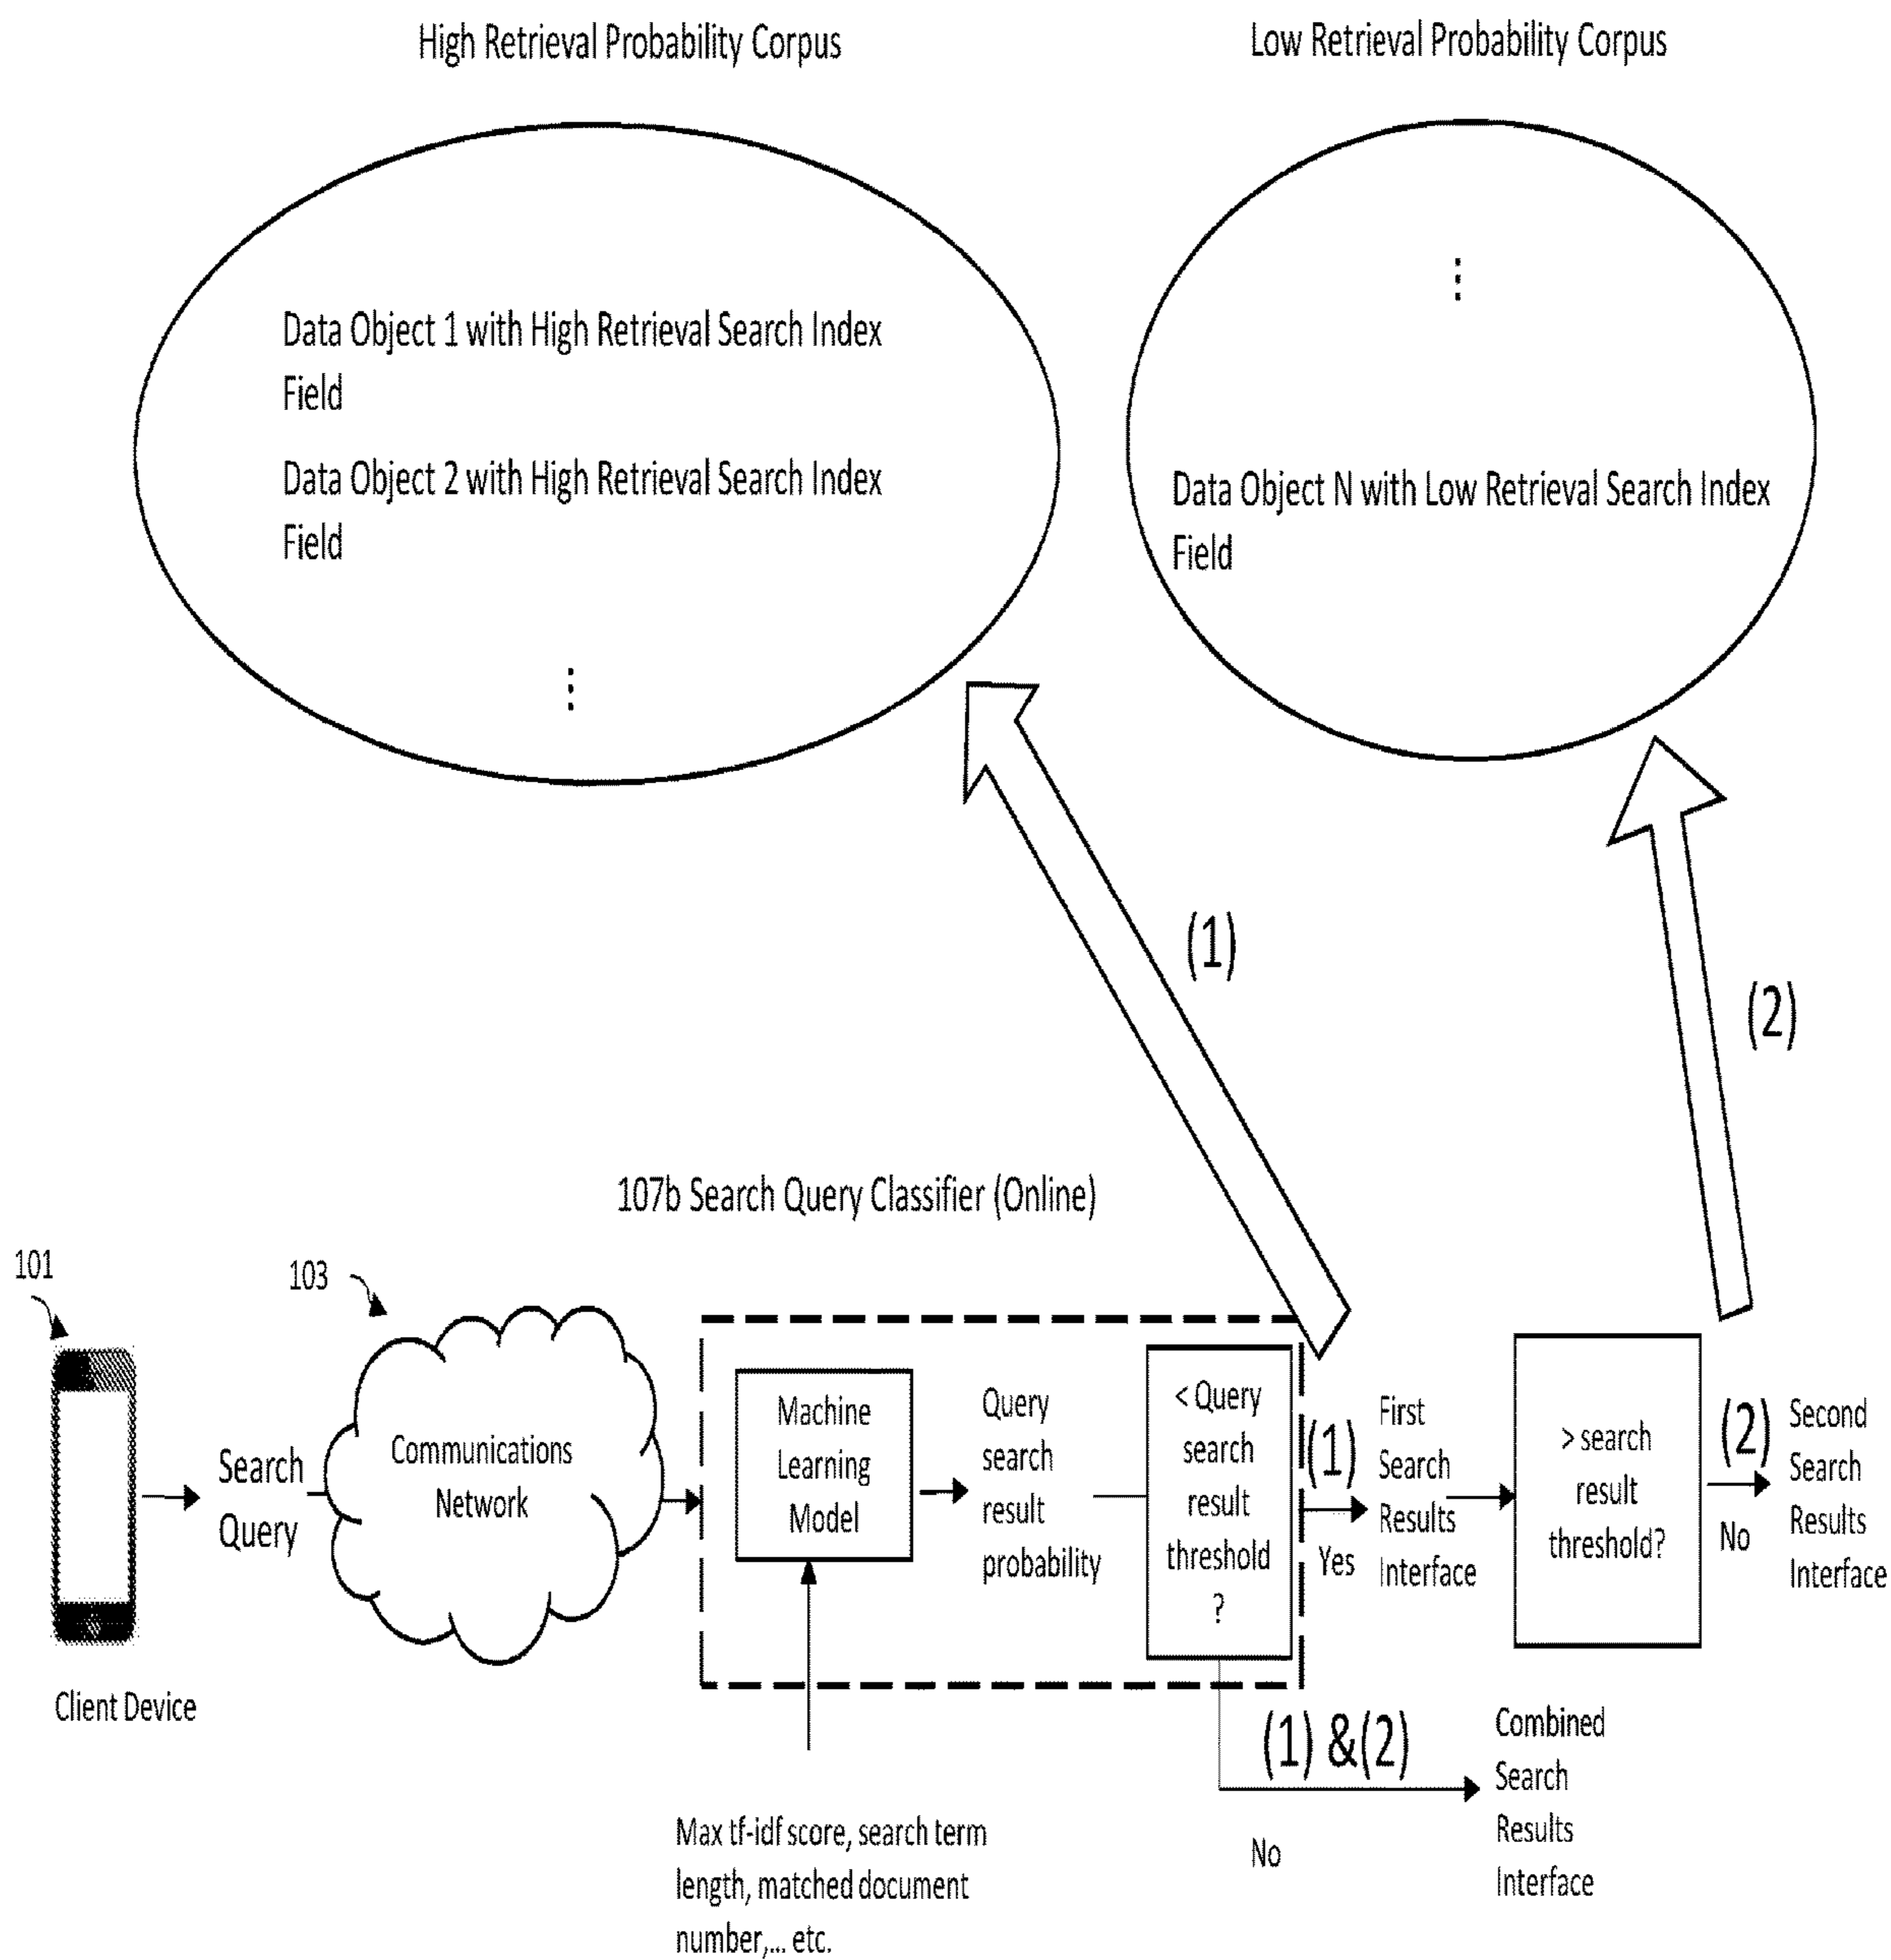 High Retrieval Probability Corpus
Low Retrieval Probability Corpus
Data Object 1 with High Retrieval Search Index
Field
Data Object 2 with High Retrieval Search Index
Field
⋮
⋮
Data Object N with Low Retrieval Search Index
Field
(1)
(2)
107b Search Query Classifier (Online)
101
103
Client Device
Search
Query
Communications
Network
Machine
Learning
Model
Query
search
result
probability
< Query
search
result
threshold
?
(1)
Yes
First
Search
Results
Interface
> search
result
threshold?
(2)
No
Second
Search
Results
Interface
(1) &(2)
No
Combined
Search
Results
Interface
Max tf-idf score, search term
length, matched document
number,... etc.